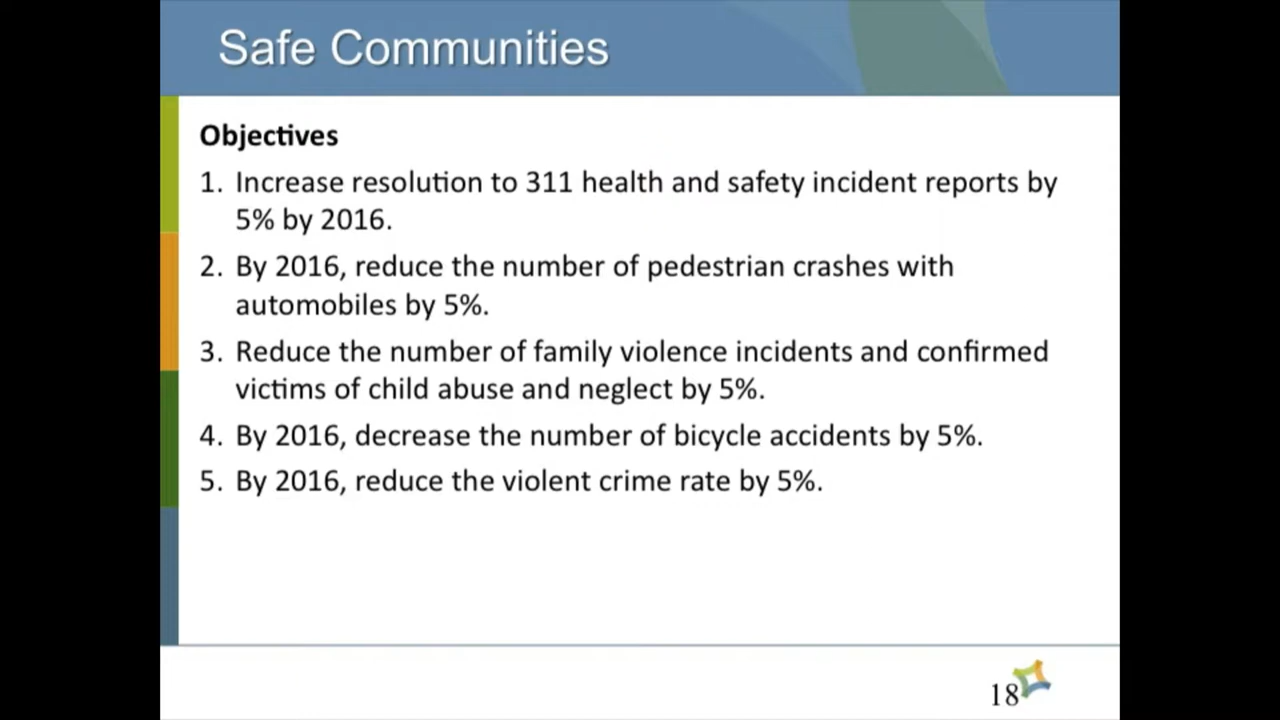 Safe Communities
Objectives
1. Increase resolution to 311 health and safety incident reports by
5% by 2016.
2. By 2016, reduce the number of pedestrian crashes with
automobiles by 5%.
3. Reduce the number of family violence incidents and confirmed
victims of child abuse and neglect by 5%.
4. By 2016, decrease the number of bicycle accidents by 5%.
5. By 2016, reduce the violent crime rate by 5%.
18